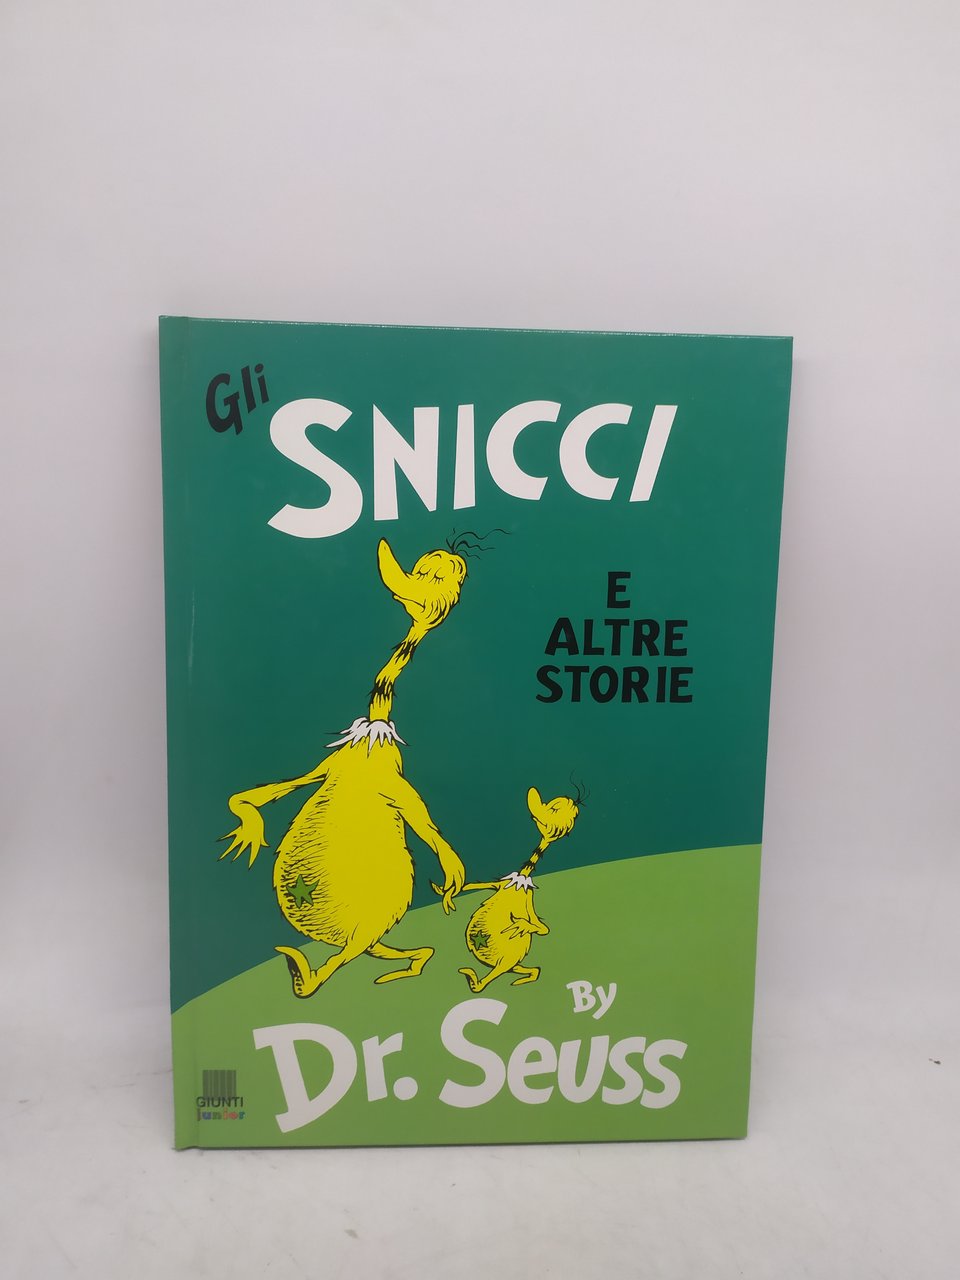 Gli
SNICCI
E
ALTRE
STORIE
By
Dr. Seuss
GIUNTI
Junior